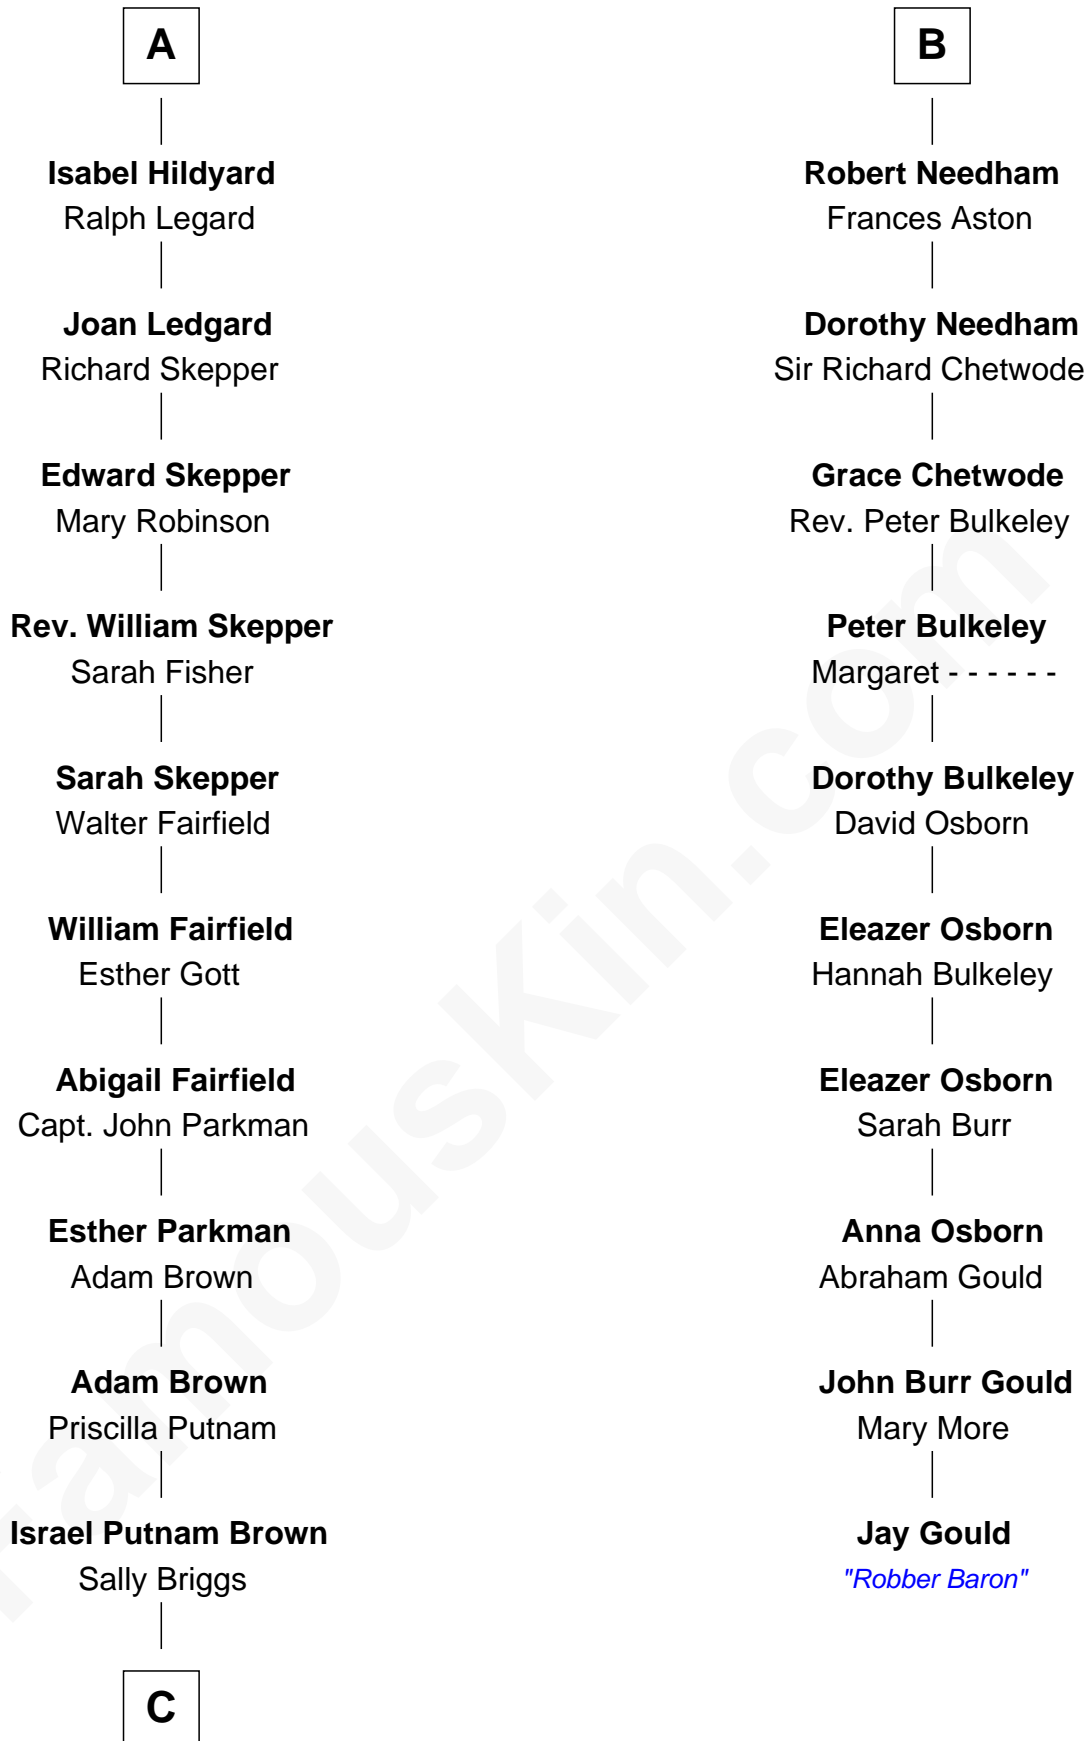 A
Isabel Hildyard
Ralph Legard
Joan Ledgard
Richard Skepper
Edward Skepper
Mary Robinson
Rev. William Skepper
Sarah Fisher
Sarah Skepper
Walter Fairfield
William Fairfield
Esther Gott
Abigail Fairfield
Capt. John Parkman
Esther Parkman
Adam Brown
Adam Brown
Priscilla Putnam
Israel Putnam Brown
Sally Briggs
C
B
Robert Needham
Frances Aston
Dorothy Needham
Sir Richard Chetwode
Grace Chetwode
Rev. Peter Bulkeley
Peter Bulkeley
Margaret - - - - - -
Dorothy Bulkeley
David Osborn
Eleazer Osborn
Hannah Bulkeley
Eleazer Osborn
Sarah Burr
Anna Osborn
Abraham Gould
John Burr Gould
Mary More
Jay Gould
"Robber Baron"
FamousKin.com